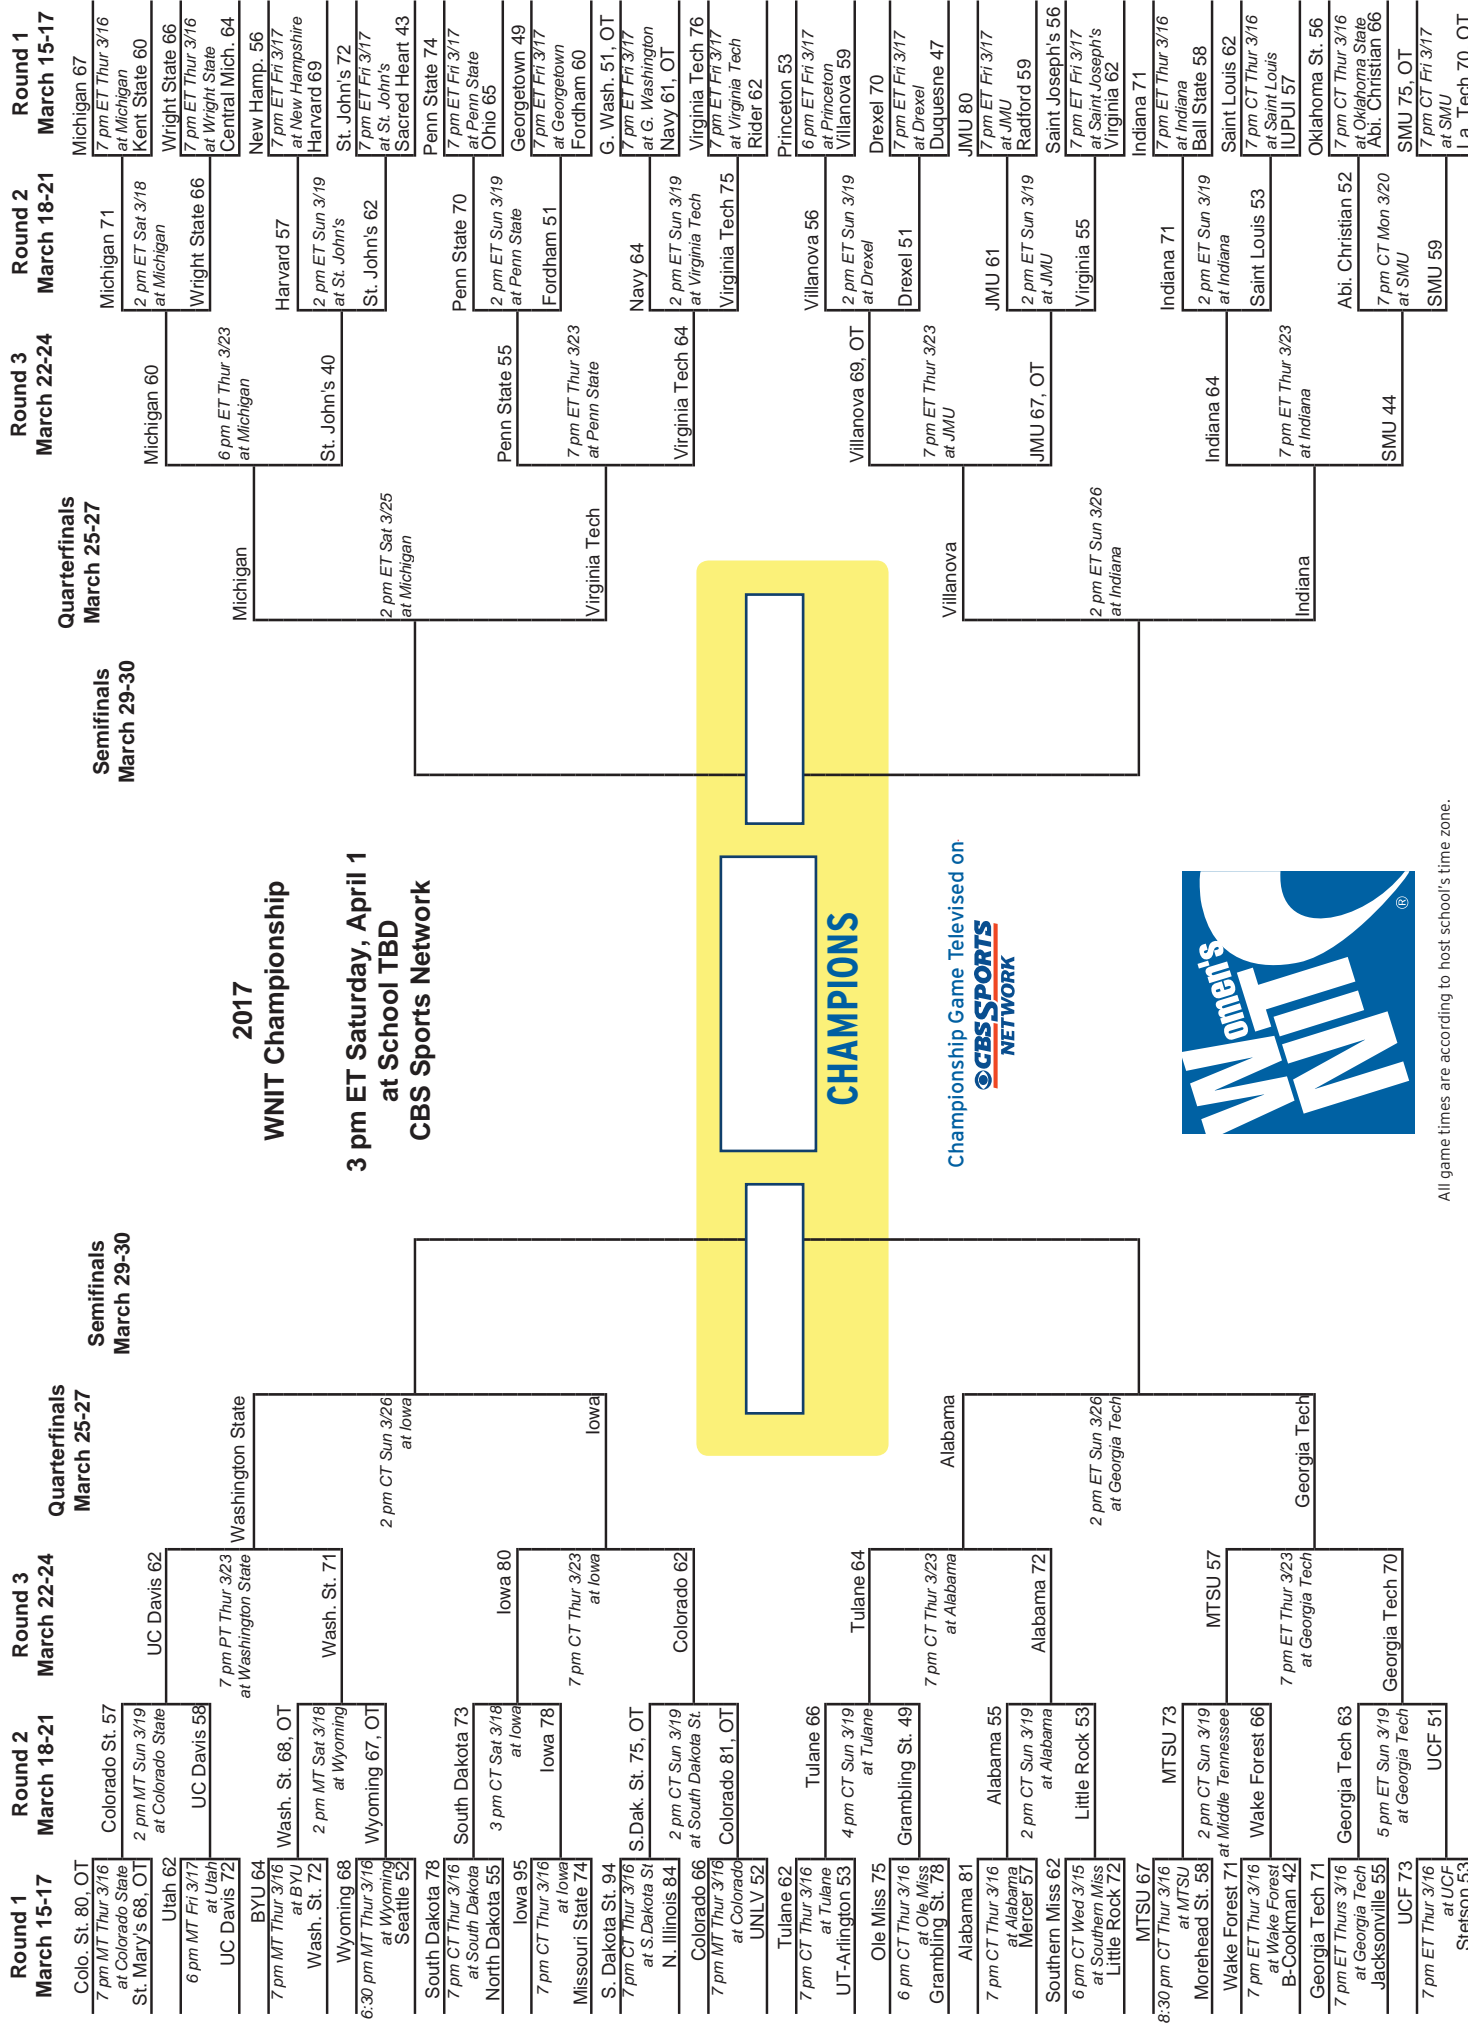 Round 1
March 15-17
Colo. St. 80, OT
7 pm MT Thur 3/16
at Colorado State
St. Mary's 68, OT
Utah 62
6 pm MT Fri 3/17
at Utah
UC Davis 72
BYU 64
7 pm MT Thur 3/16
at BYU
Wash. St. 72
Wyoming 68
6:30 pm MT Thur 3/16
at Wyoming
Seattle 52
South Dakota 78
7 pm CT Thur 3/16
at South Dakota
North Dakota 55
Iowa 95
7 pm CT Thur 3/16
at Iowa
Missouri State 74
S. Dakota St. 94
7 pm CT Thur 3/16
at S.Dakota St
N. Illinois 84
Colorado 66
7 pm MT Thur 3/16
at Colorado
UNLV 52
Tulane 62
7 pm CT Thur 3/16
at Tulane
UT-Arlington 53
Ole Miss 75
6 pm CT Thur 3/16
at Ole Miss
Grambling St. 78
Alabama 81
7 pm CT Thur 3/16
at Alabama
Mercer 57
Southern Miss 62
6 pm CT Wed 3/15
at Southern Miss
Little Rock 72
MTSU 67
8:30 pm CT Thur 3/16
at MTSU
Morehead St. 58
Wake Forest 71
7 pm ET Thur 3/16
at Wake Forest
B-Cookman 42
Georgia Tech 71
7 pm ET Thurs 3/16
at Georgia Tech
Jacksonville 55
UCF 73
7 pm ET Thur 3/16
at UCF
Stetson 53
Round 2
March 18-21
Colorado St. 57
2 pm MT Sun 3/19
at Colorado State
UC Davis 58
Wash. St. 68, OT
2 pm MT Sat 3/18
at Wyoming
Wyoming 67, OT
South Dakota 73
3 pm CT Sat 3/18
at Iowa
Iowa 78
S.Dak. St. 75, OT
2 pm CT Sun 3/19
at South Dakota St.
Colorado 81, OT
Tulane 66
4 pm CT Sun 3/19
at Tulane
Grambling St. 49
Alabama 55
2 pm CT Sun 3/19
at Alabama
Little Rock 53
MTSU 73
2 pm CT Sun 3/19
at Middle Tennessee
Wake Forest 66
Georgia Tech 63
5 pm ET Sun 3/19
at Georgia Tech
UCF 51
Round 3
March 22-24
UC Davis 62
7 pm PT Thur 3/23
at Washington State
Wash. St. 71
Iowa 80
7 pm CT Thur 3/23
at Iowa
Colorado 62
Tulane 64
7 pm CT Thur 3/23
at Alabama
Alabama 72
MTSU 57
7 pm ET Thur 3/23
at Georgia Tech
Georgia Tech 70
Quarterfinals
March 25-27
Washington State
2 pm CT Sun 3/26
at Iowa
Iowa
Alabama
2 pm ET Sun 3/26
at Georgia Tech
Georgia Tech
Semifinals
March 29-30
2017
WNIT Championship
3 pm ET Saturday, April 1
at School TBD
CBS Sports Network
CHAMPIONS
Championship Game Televised on
CBS SPORTS
NETWORK
Women's
NIT
®
All game times are according to host school's time zone.
Semifinals
March 29-30
Quarterfinals
March 25-27
Michigan
2 pm ET Sat 3/25
at Michigan
Virginia Tech
Villanova
2 pm ET Sun 3/26
at Indiana
Indiana
Round 3
March 22-24
Michigan 60
6 pm ET Thur 3/23
at Michigan
St. John's 40
Penn State 55
7 pm ET Thur 3/23
at Penn State
Virginia Tech 64
Villanova 69, OT
7 pm ET Thur 3/23
at JMU
JMU 67, OT
Indiana 64
7 pm ET Thur 3/23
at Indiana
SMU 44
Round 2
March 18-21
Michigan 71
2 pm ET Sat 3/18
at Michigan
Wright State 66
Harvard 57
2 pm ET Sun 3/19
at St. John's
St. John's 62
Penn State 70
2 pm ET Sun 3/19
at Penn State
Fordham 51
Navy 64
2 pm ET Sun 3/19
at Virginia Tech
Virginia Tech 75
Villanova 56
2 pm ET Sun 3/19
at Drexel
Drexel 51
JMU 61
2 pm ET Sun 3/19
at JMU
Virginia 55
Indiana 71
2 pm ET Sun 3/19
at Indiana
Saint Louis 53
Abi. Christian 52
7 pm CT Mon 3/20
at SMU
SMU 59
Round 1
March 15-17
Michigan 67
7 pm ET Thur 3/16
at Michigan
Kent State 60
Wright State 66
7 pm ET Thur 3/16
at Wright State
Central Mich. 64
New Hamp. 56
7 pm ET Fri 3/17
at New Hampshire
Harvard 69
St. John's 72
7 pm ET Fri 3/17
at St. John's
Sacred Heart 43
Penn State 74
7 pm ET Fri 3/17
at Penn State
Ohio 65
Georgetown 49
7 pm ET Fri 3/17
at Georgetown
Fordham 60
G. Wash. 51, OT
7 pm ET Fri 3/17
at G. Washington
Navy 61, OT
Virginia Tech 76
7 pm ET Fri 3/17
at Virginia Tech
Rider 62
Princeton 53
6 pm ET Fri 3/17
at Princeton
Villanova 59
Drexel 70
7 pm ET Fri 3/17
at Drexel
Duquesne 47
JMU 80
7 pm ET Fri 3/17
at JMU
Radford 59
Saint Joseph's 56
7 pm ET Fri 3/17
at Saint Joseph's
Virginia 62
Indiana 71
7 pm ET Thur 3/16
at Indiana
Ball State 58
Saint Louis 62
7 pm CT Thur 3/16
at Saint Louis
IUPUI 57
Oklahoma St. 56
7 pm CT Thur 3/16
at Oklahoma State
Abi. Christian 66
SMU 75, OT
7 pm CT Fri 3/17
at SMU
La. Tech 70, OT